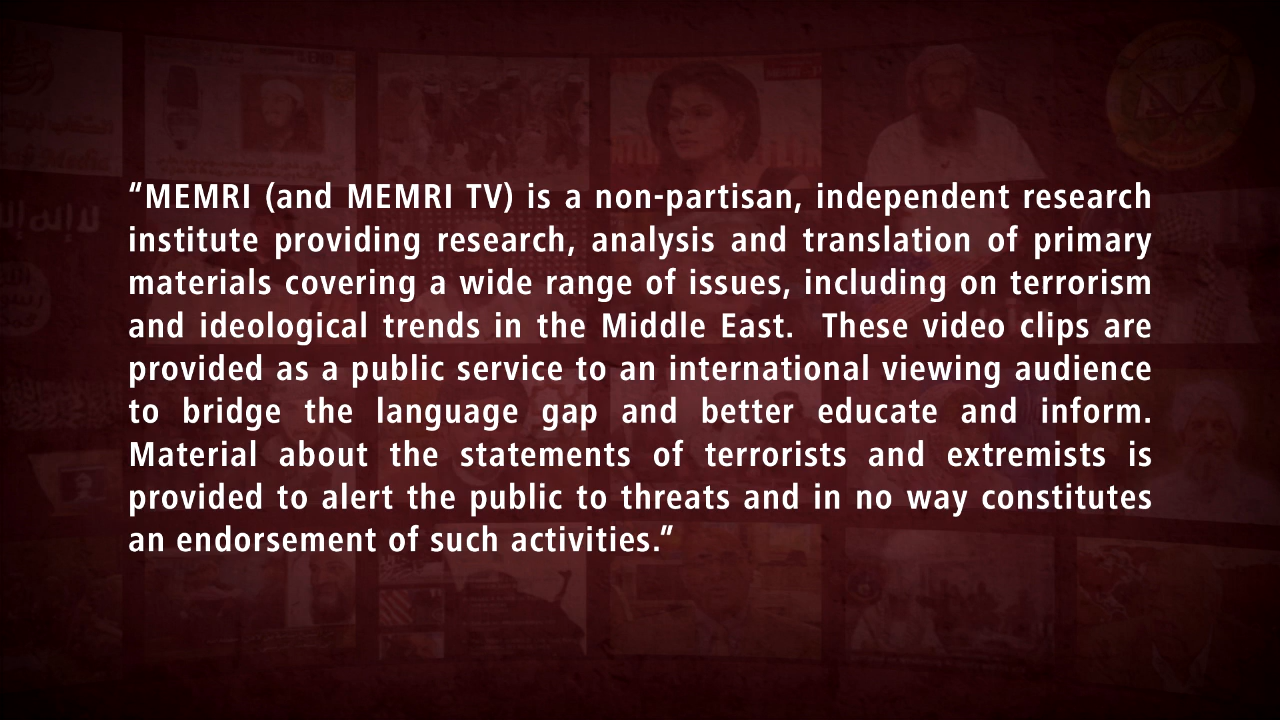 “MEMRI (and MEMRI TV) is a non-partisan, independent research
institute providing research, analysis and translation of primary
materials covering a wide range of issues, including on terrorism
and ideological trends in the Middle East. These video clips are
provided as a public service to an international viewing audience
to bridge the language gap and better educate and inform.
Material about the statements of terrorists and extremists is
provided to alert the public to threats and in no way constitutes
an endorsement of such activities.”